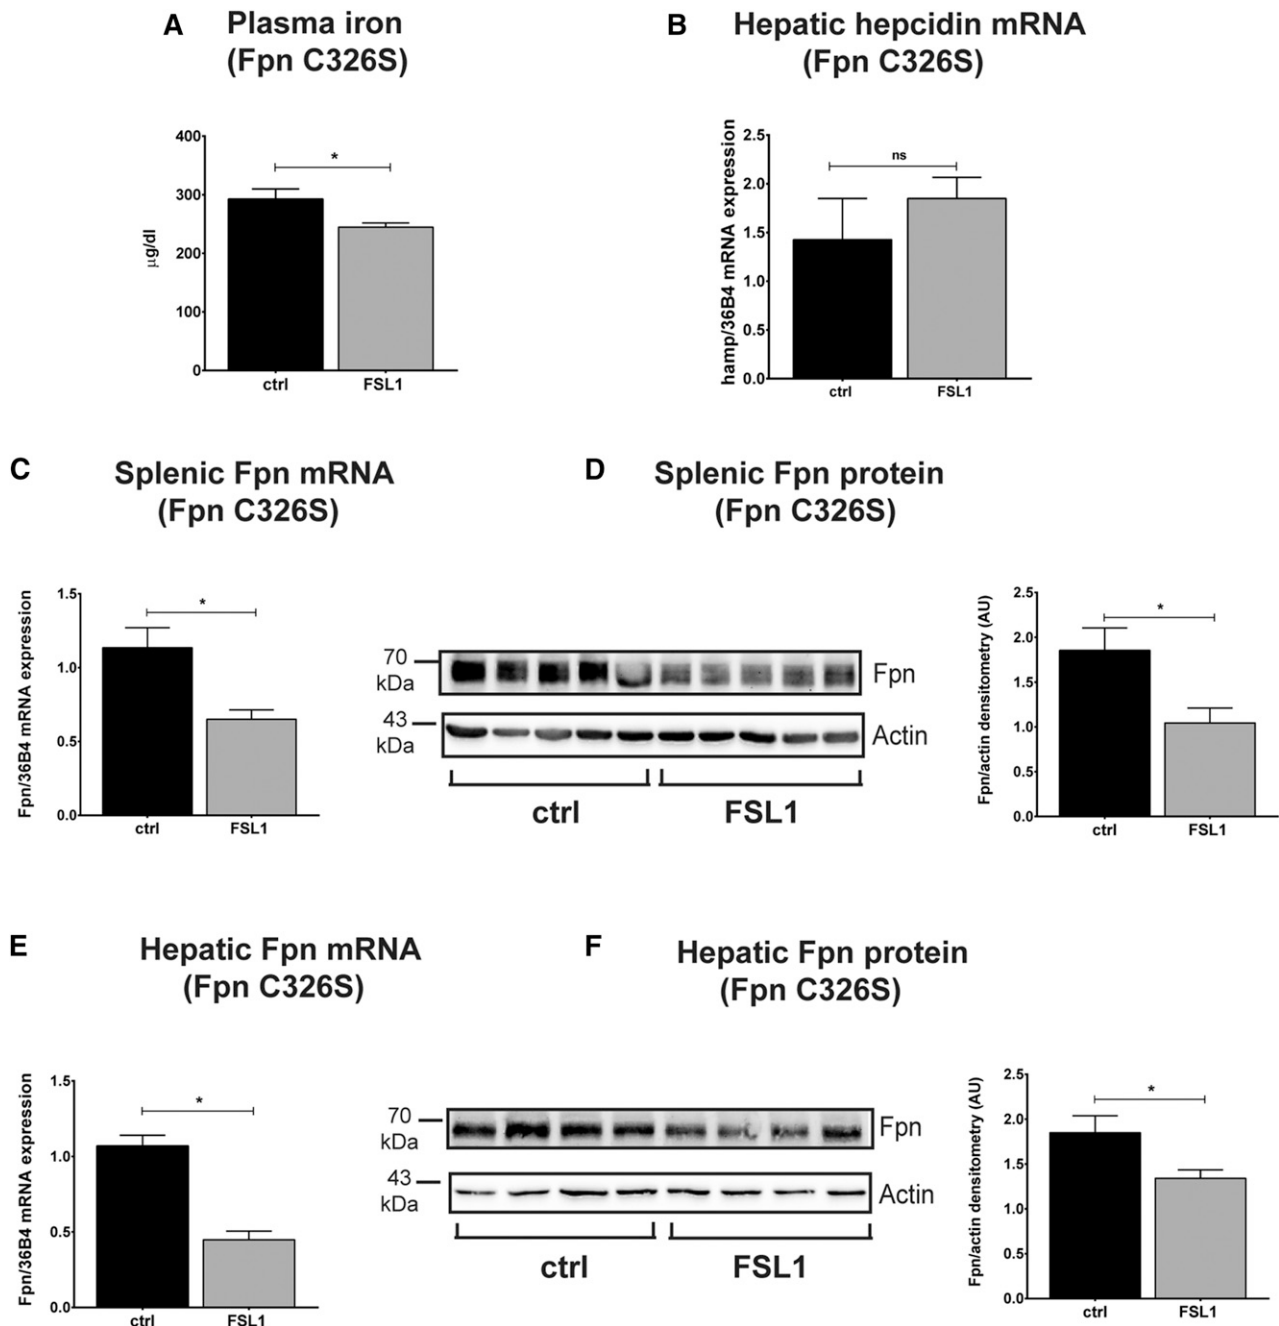 A
Plasma iron
(Fpn C326S)
400
300
200
100
0
µg/dl
*
ctrl
FSL1
B
Hepatic hepcidin mRNA
(Fpn C326S)
2.5
2.0
1.5
1.0
0.5
0.0
hamp/36B4 mRNA expression
ns
ctrl
FSL1
C
Splenic Fpn mRNA
(Fpn C326S)
1.5
1.0
0.5
0.0
Fpn/36B4 mRNA expression
*
ctrl
FSL1
D
Splenic Fpn protein
(Fpn C326S)
70
kDa
Fpn
43
kDa
Actin
ctrl
FSL1
2.5
2.0
1.5
1.0
0.5
0.0
Fpn/actin densitometry (AU)
*
ctrl
FSL1
E
Hepatic Fpn mRNA
(Fpn C326S)
1.5
1.0
0.5
0.0
Fpn/36B4 mRNA expression
*
ctrl
FSL1
F
Hepatic Fpn protein
(Fpn C326S)
70
kDa
Fpn
43
kDa
Actin
ctrl
FSL1
2.5
2.0
1.5
1.0
0.5
0.0
Fpn/actin densitometry (AU)
*
ctrl
FSL1